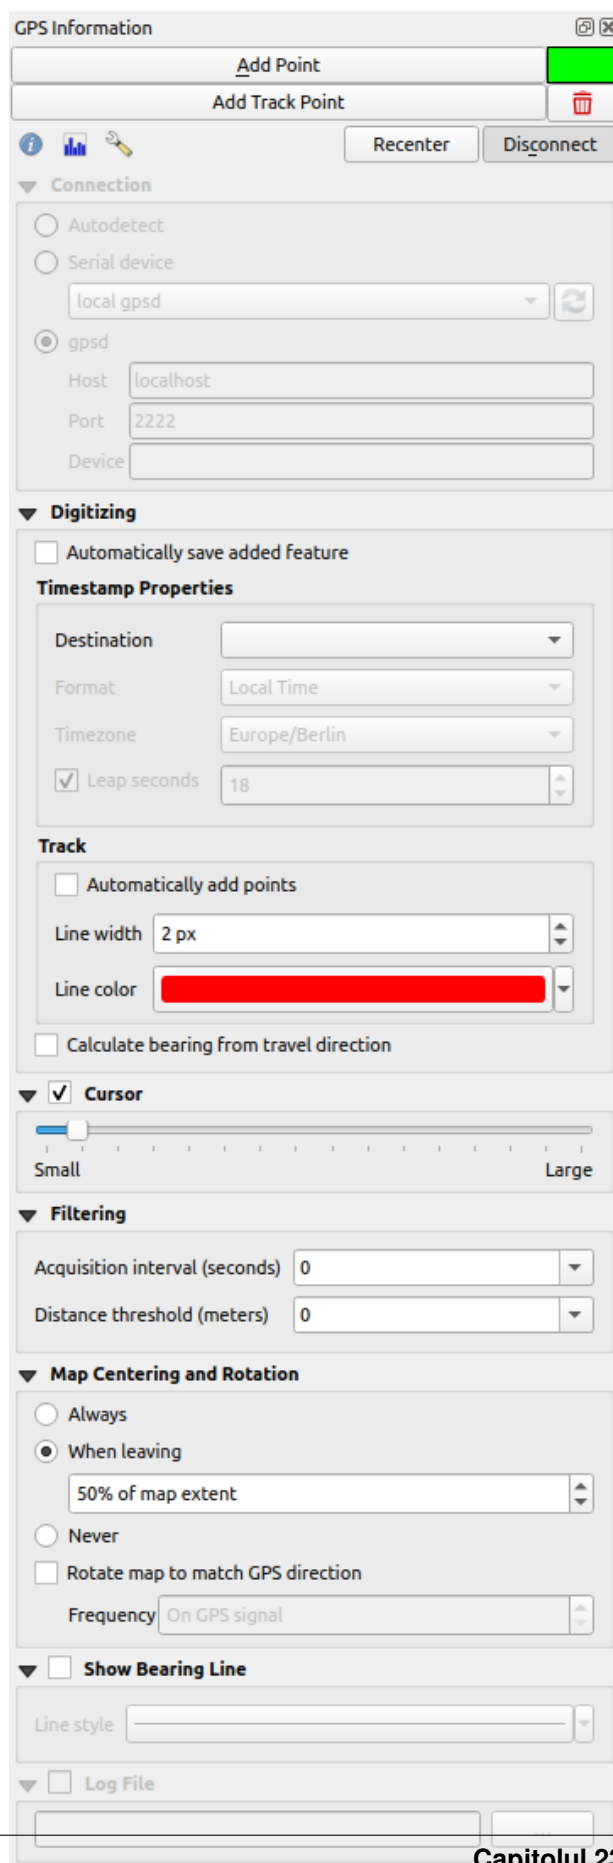 GPS Information
Add Point
Add Track Point
Recenter Disconnect
Connection
Autodetect
Serial device
local gpsd
gpsd
Host localhost
Port 2222
Device
Digitizing
Automatically save added feature
Timestamp Properties
Destination
Format Local Time
Timezone Europe/Berlin
Leap seconds 18
Track
Automatically add points
Line width 2 px
Line color
Calculate bearing from travel direction
Cursor
Small Large
Filtering
Acquisition interval (seconds) 0
Distance threshold (meters) 0
Map Centering and Rotation
Always
When leaving
50% of map extent
Never
Rotate map to match GPS direction
Frequency On GPS signal
Show Bearing Line
Line style
Log File
...
Capitolul